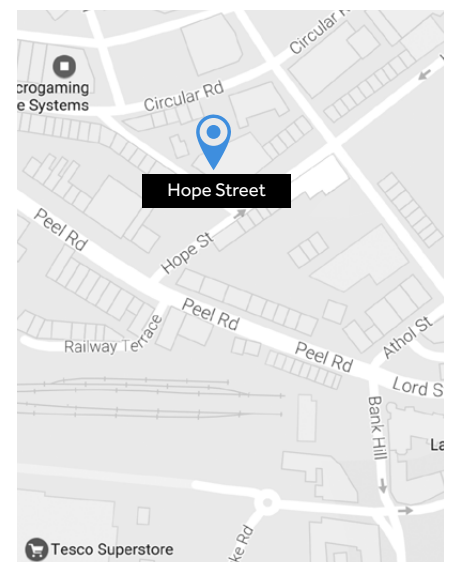 Circular R
crogaming
e Systems
Circular Rd
Hope Street
Peel Rd
Hope St
Peel Rd
Railway Terrace
Peel Rd
Athol St
Lord S
Bank Hill
La
ke Rd
Tesco Superstore